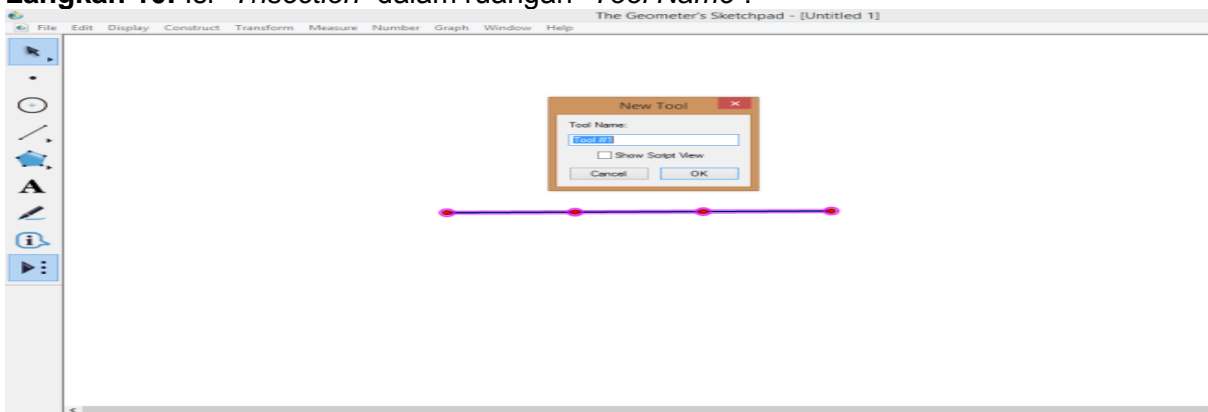 Langkah 10: Isi “Trisection” dalam ruangan “Tool Name”.
The Geometer's Sketchpad - [Untitled 1]
File Edit Display Construct Transform Measure Number Graph Window Help
New Tool
Tool Name:
Tool #1
Show Script View
Cancel OK
A